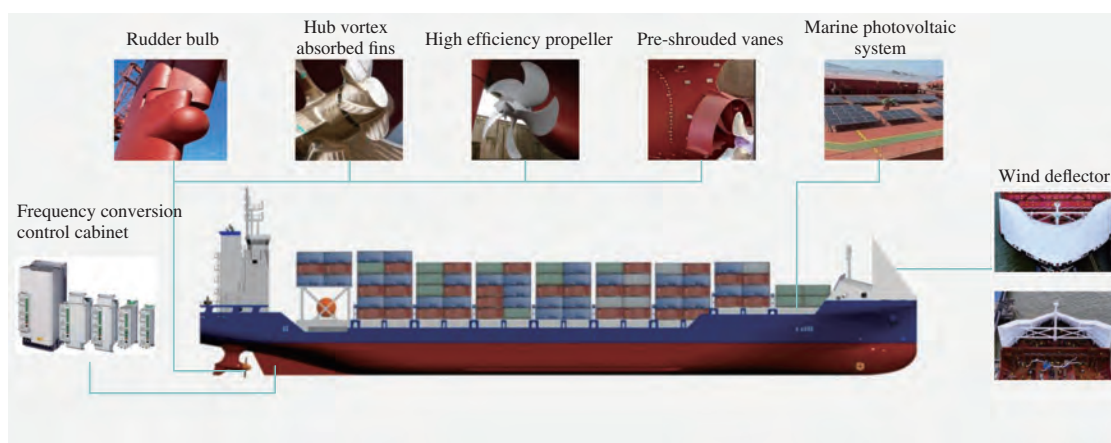 Rudder bulb
Hub vortex
absorbed fins
High efficiency propeller
Pre-shrouded vanes
Marine photovoltaic
system
Wind deflector
Frequency conversion
control cabinet